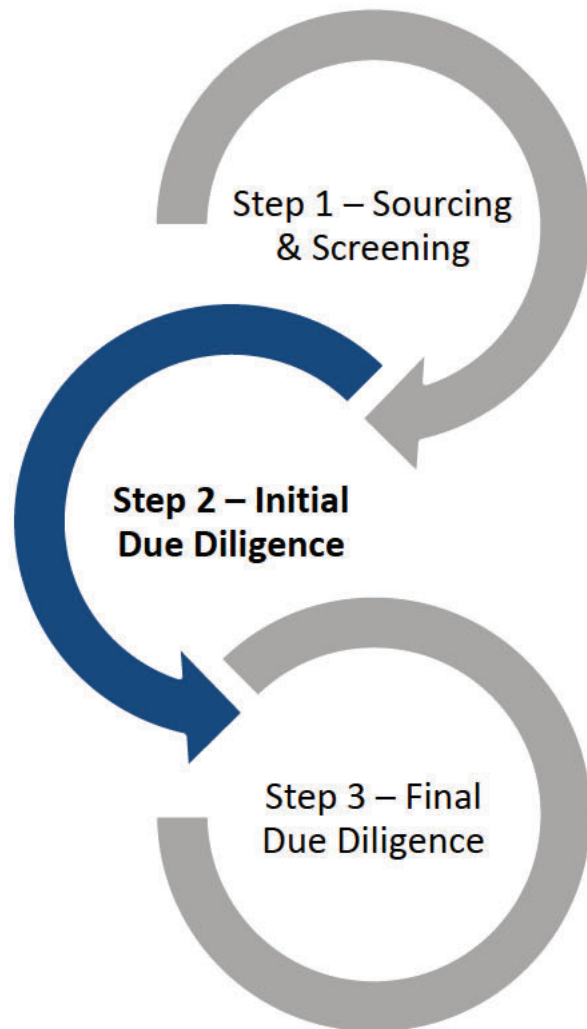 Step 1 – Sourcing
& Screening
Step 2 – Initial
Due Diligence
Step 3 – Final
Due Diligence